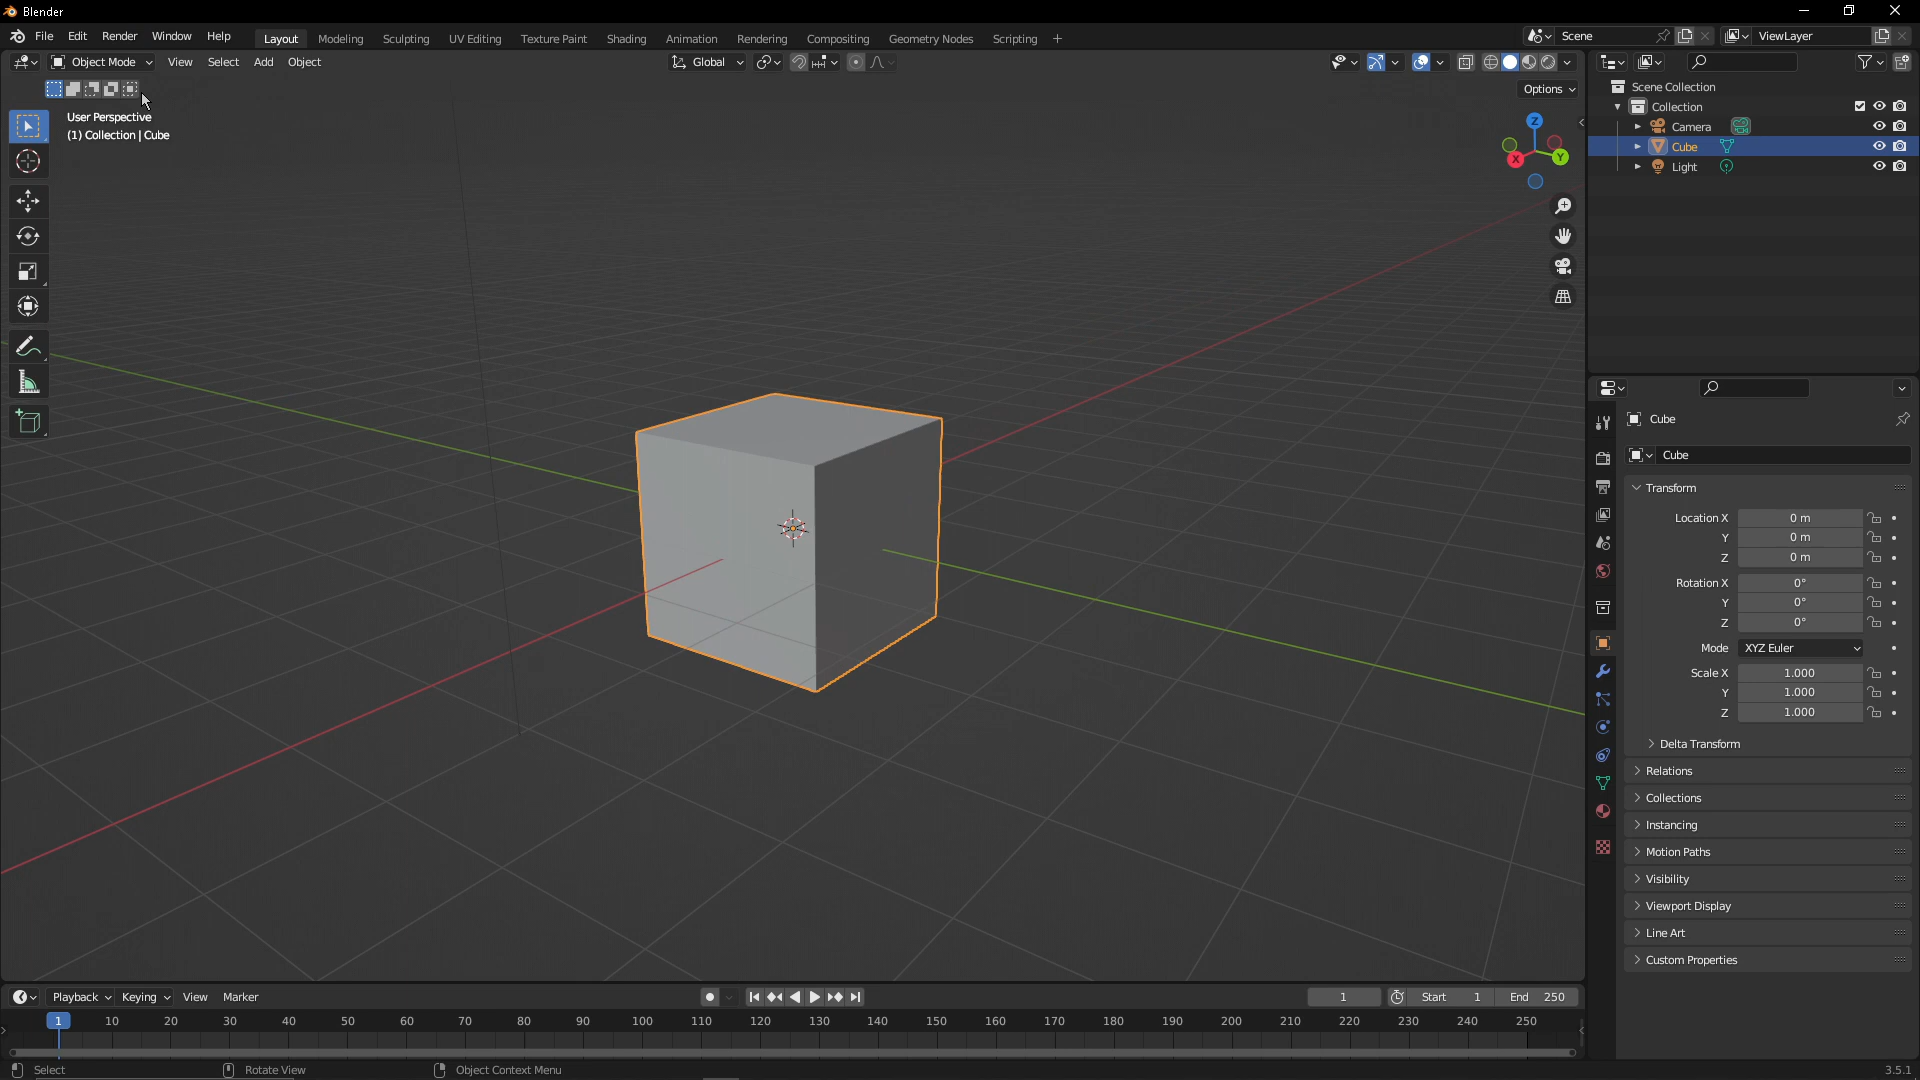 Blender
File Edit Render Window Help Layout Modeling Sculpting UV Editing Texture Paint Shading Animation Rendering Compositing Geometry Nodes Scripting + Scene ViewLayer
Object Mode View Select Add Object Global
Options
User Perspective
(1) Collection | Cube
Z
X
Y
Scene Collection
Collection
Camera
Cube
Light
Cube
Cube
Transform
Location X 0 m
Y 0 m
Z 0 m
Rotation X 0°
Y 0°
Z 0°
Mode XYZ Euler
Scale X 1.000
Y 1.000
Z 1.000
Delta Transform
Relations
Collections
Instancing
Motion Paths
Visibility
Viewport Display
Line Art
Custom Properties
Playback Keying View Marker 1 Start 1 End 250
1 10 20 30 40 50 60 70 80 90 100 110 120 130 140 150 160 170 180 190 200 210 220 230 240 250
Select Rotate View Object Context Menu 3.5.1